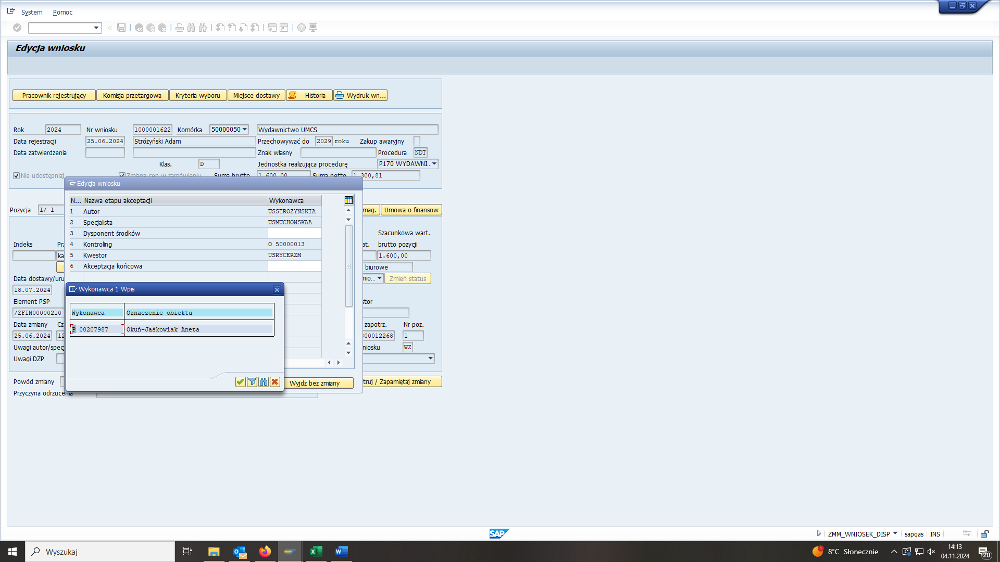 System Pomoc
Edycja wniosku
Pracownik rejestrujący Komisja przetargowa Kryteria wyboru Miejsce dostawy Historia Wydruk wn...
Rok 2024 Nr wniosku 1000001622 Komórka 50000050 Wydawnictwo UMCS
Data rejestracji 25.06.2024 Stróżyński Adam Przechowywać do 2029 roku Zakup awaryjny
Data zatwierdzenia Znak własny Procedura NDT
Klas. D Jednostka realizująca procedurę P170 WYDAWNI..
Nie udostępniaj Zmiana cen w zamówieniu Suma brutto 1.600,00 Suma netto 1.300,81
Edycja wniosku
N... Nazwa etapu akceptacji Wykonawca
1 Autor USSTROZYNSKIA
2 Specjalista USMUCHOWSKAA
3 Dysponent środków
4 Kontroling O 50000013
5 Kwestor USRYCERZM
6 Akceptacja końcowa
Pozycja 1/ 1 mag. Umowa o finansow
Szacunkowa wart.
Indeks Prz at. brutto pozycji
ka 1.600,00
biurowe
Data dostawy/uru nio... Zmień status
18.07.2024
Element PSP stor
/ZFIN00000210
Data zmiany Cz zapotrz. Nr poz.
25.06.2024 12 00012268 1
Uwagi autor/spec niosku WZ
Uwagi DZP
Wykonawca 1 Wpis
Wykonawca Oznaczenie obiektu
P 00207987 Okuń-Jaśkowiak Aneta
Wyjdz bez zmiany
Powód zmiany truj / Zapamiętaj zmiany
Przyczyna odrzucenia
SAP ZMM_WNIOSEK_DISP sapqas INS
Wyszukaj
1 8°C Słonecznie 14:13
04.11.2024 20